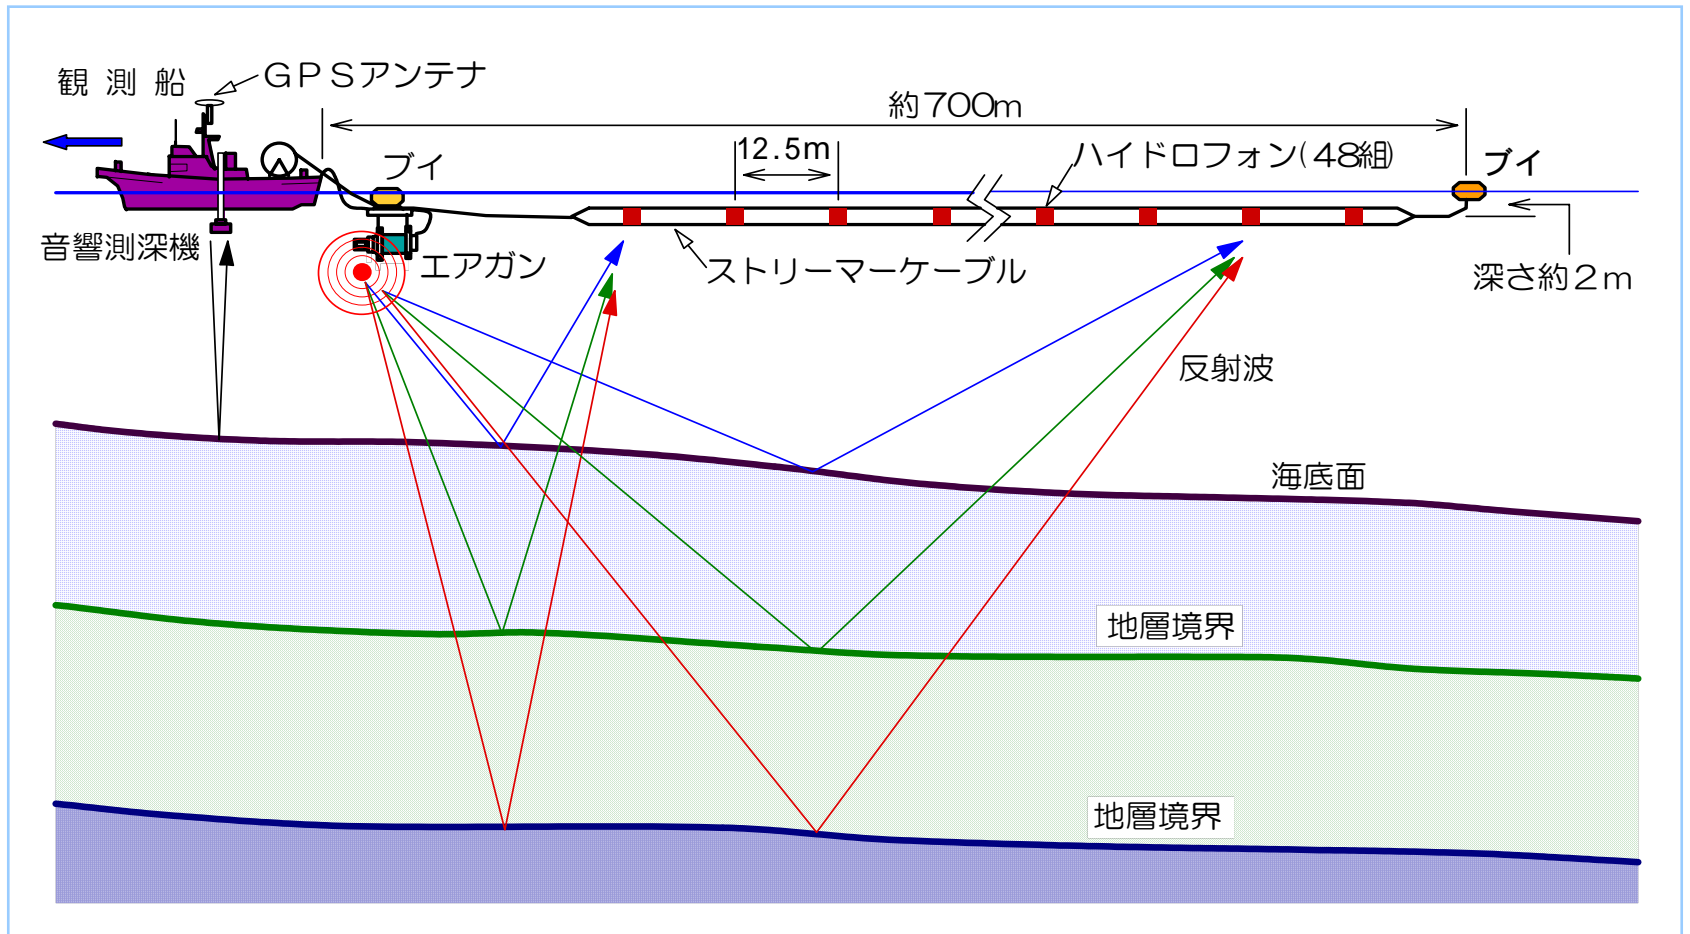 観測船
GPSアンテナ
約700m
12.5m
ハイドロフォン(48組)
ブイ
ブイ
音響測深機
エアガン
ストリーマーケーブル
深さ約2m
反射波
海底面
地層境界
地層境界